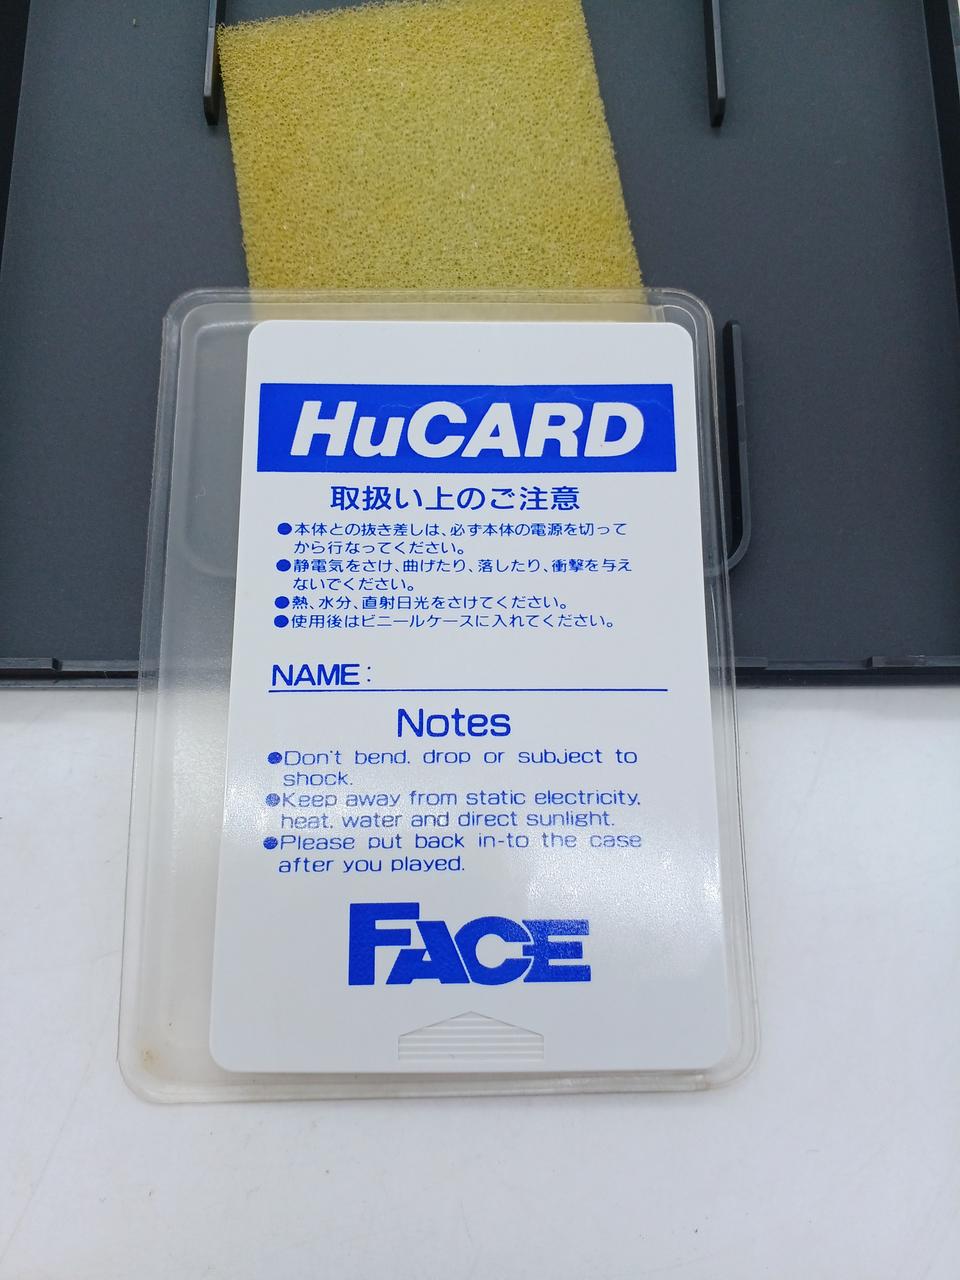 HuCARD
取扱い上のご注意
●本体との抜き差しは、必ず本体の電源を切って
から行なってください。
●静電気をさけ、曲げたり、落したり、衝撃を与え
ないでください。
●熱、水分、直射日光をさけてください。
●使用後はビニールケースに入れてください。
NAME:
Notes
●Don't bend, drop or subject to
shock.
●Keep away from static electricity,
heat, water and direct sunlight.
●Please put back in-to the case
after you played.
FACE